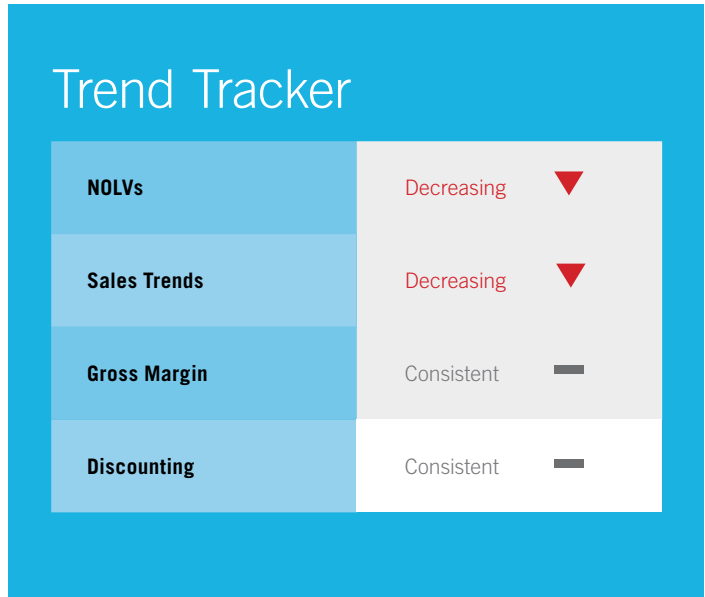 Trend Tracker
NOLVs Decreasing
Sales Trends Decreasing
Gross Margin Consistent
Discounting Consistent